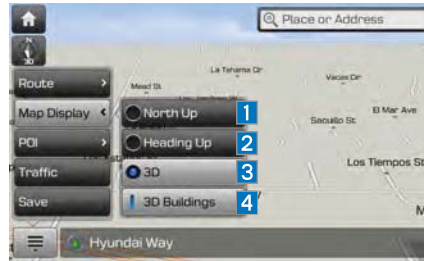 Place or Address
N
3D
La Tarama Dr
Route
Mead St
Vacas Dr
Map Display
North Up 1
El Mar Ave
Sacuillo St
POI
Heading Up 2
Los Tiempos St
Traffic
3D 3
Save
3D Buildings 4
M
Hyundai Way